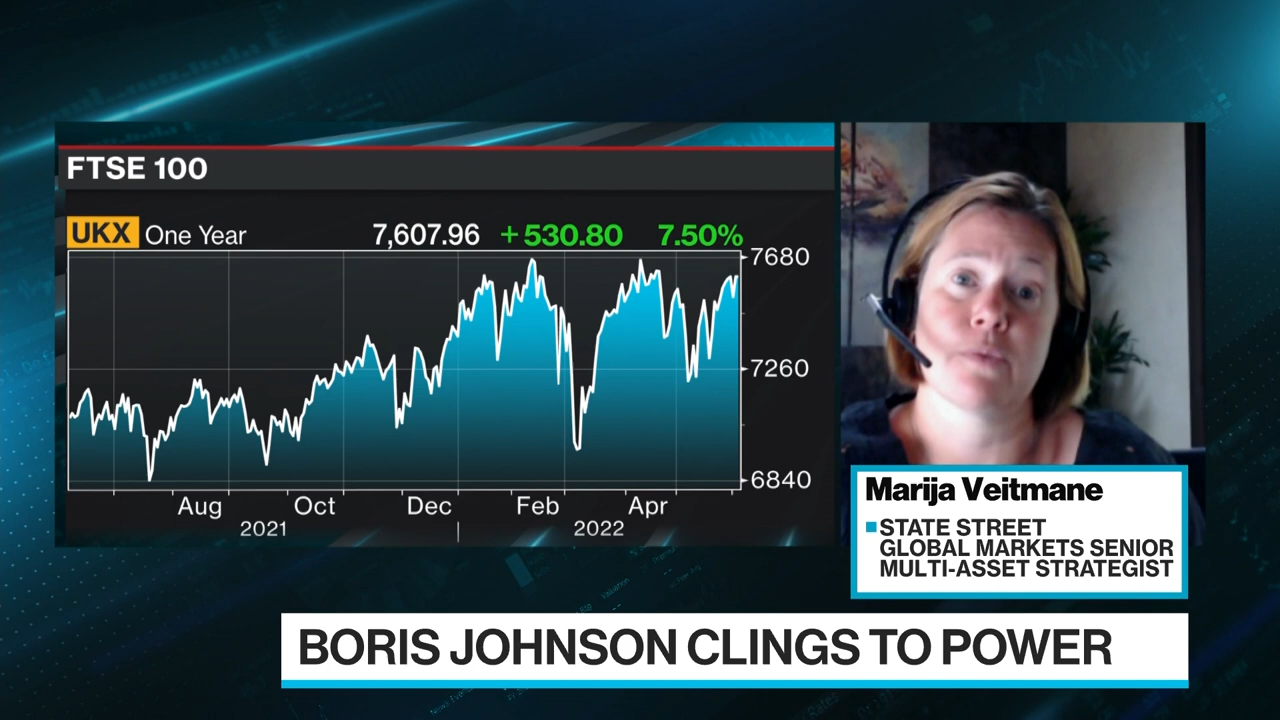 FTSE 100
UKX One Year 7,607.96 +530.80 7.50%
7680
7260
6840
Aug Oct Dec Feb Apr
2021 2022
Marija Veitmane
STATE STREET
GLOBAL MARKETS SENIOR
MULTI-ASSET STRATEGIST
BORIS JOHNSON CLINGS TO POWER